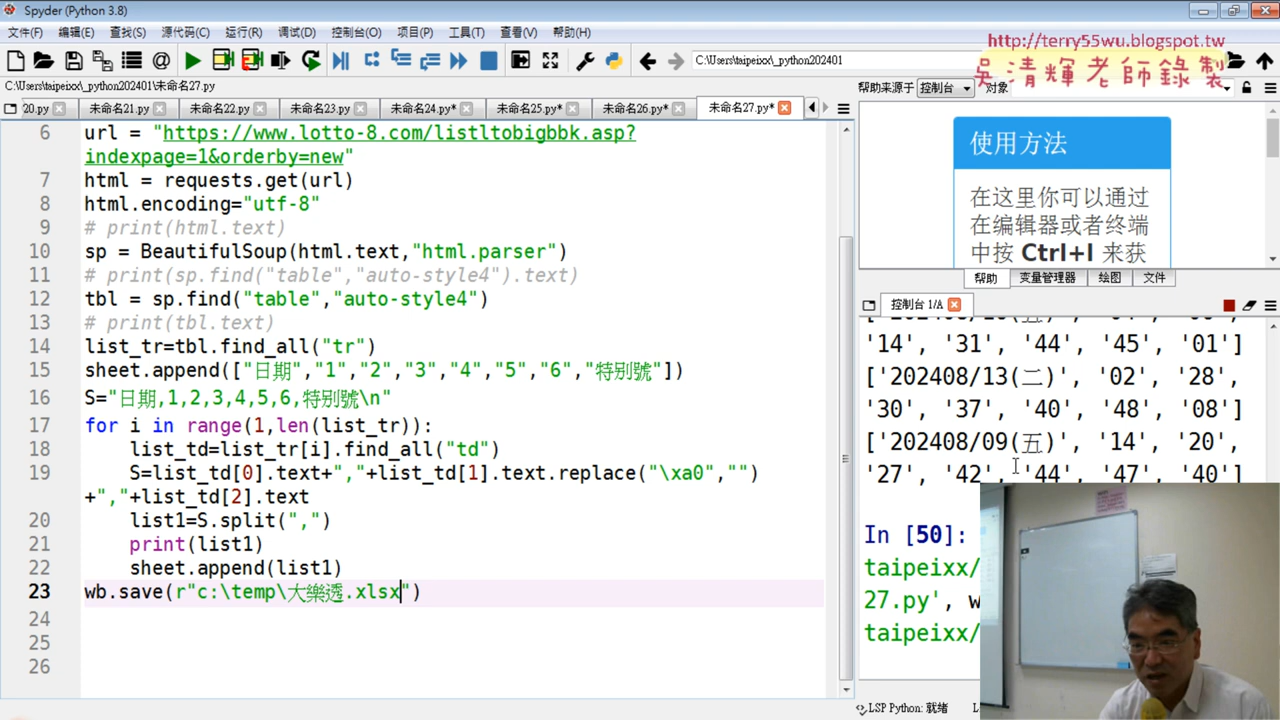 Spyder (Python 3.8)
文件(F) 编辑(E) 查找(S) 源代码(C) 运行(R) 调试(D) 控制台(O) 项目(P) 工具(T) 查看(V) 帮助(H)
C:\Users\taipeixx\_python202401
http://terry55wu.blogspot.tw
吳清輝老師錄製
C:\Users\taipeixx\_python202401\未命名27.py
帮助来源于 控制台 对象
20.py 未命名21.py 未命名22.py 未命名23.py 未命名24.py* 未命名25.py* 未命名26.py* 未命名27.py*
6 url = "https://www.lotto-8.com/listltobigbbk.asp?
indexpage=1&orderby=new"
7 html = requests.get(url)
8 html.encoding="utf-8"
9 # print(html.text)
10 sp = BeautifulSoup(html.text,"html.parser")
11 # print(sp.find("table","auto-style4").text)
12 tbl = sp.find("table","auto-style4")
13 # print(tbl.text)
14 list_tr=tbl.find_all("tr")
15 sheet.append(["日期","1","2","3","4","5","6","特別號"])
16 S="日期,1,2,3,4,5,6,特別號\n"
17 for i in range(1,len(list_tr)):
18 list_td=list_tr[i].find_all("td")
19 S=list_td[0].text+","+list_td[1].text.replace("\xa0","")
+","+list_td[2].text
20 list1=S.split(",")
21 print(list1)
22 sheet.append(list1)
23 wb.save(r"c:\temp\大樂透.xlsx")
24
25
26
使用方法
在这里你可以通过
在编辑器或者终端
中按 Ctrl+I 来获
帮助 变量管理器 绘图 文件
控制台 1/A
'14', '31', '44', '45', '01']
['202408/13(二)', '02', '28',
'30', '37', '40', '48', '08']
['202408/09(五)', '14', '20',
'27', '42', '44', '47', '40']
In [50]:
taipeixx/
27.py', w
taipeixx/
LSP Python: 就绪